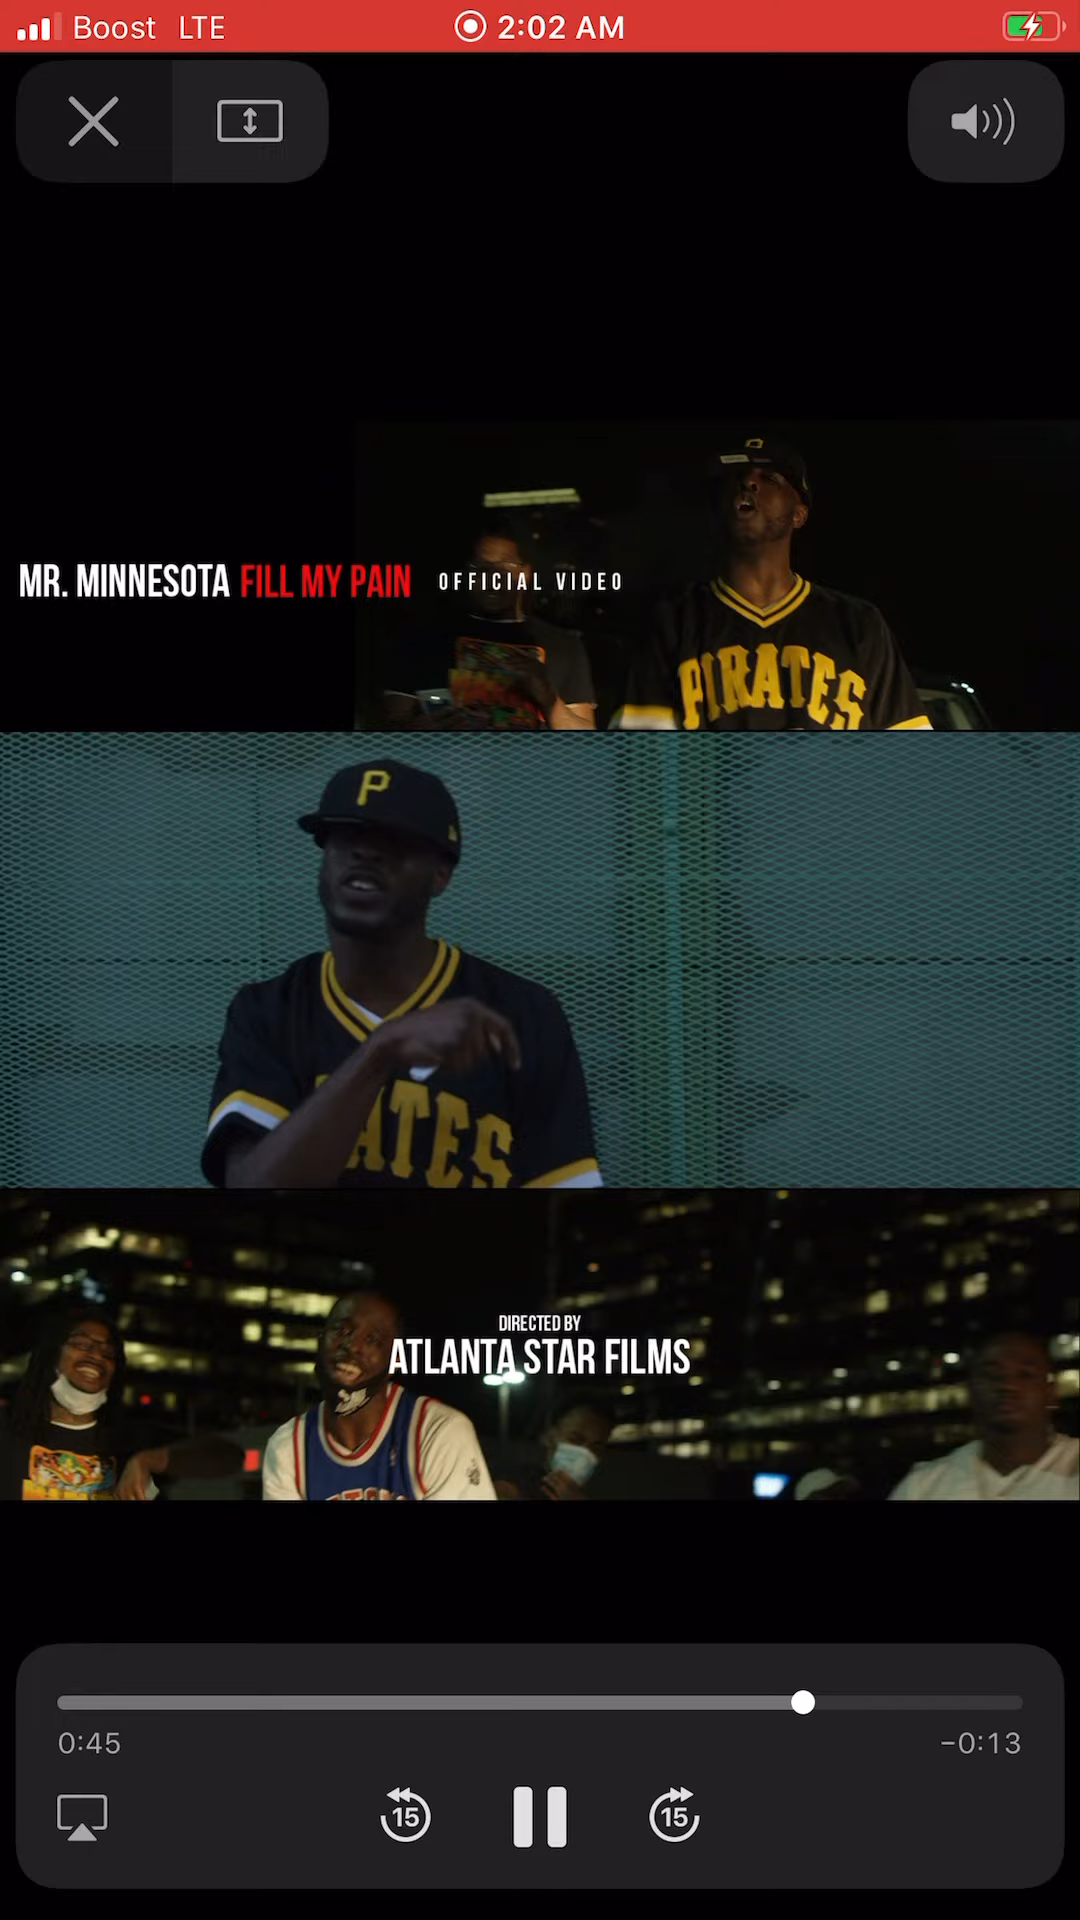 Boost LTE 2:02 AM
MR. MINNESOTA FILL MY PAIN OFFICIAL VIDEO
PIRATES
P
ATES
DIRECTED BY
ATLANTA STAR FILMS
0:45 -0:13
15 15